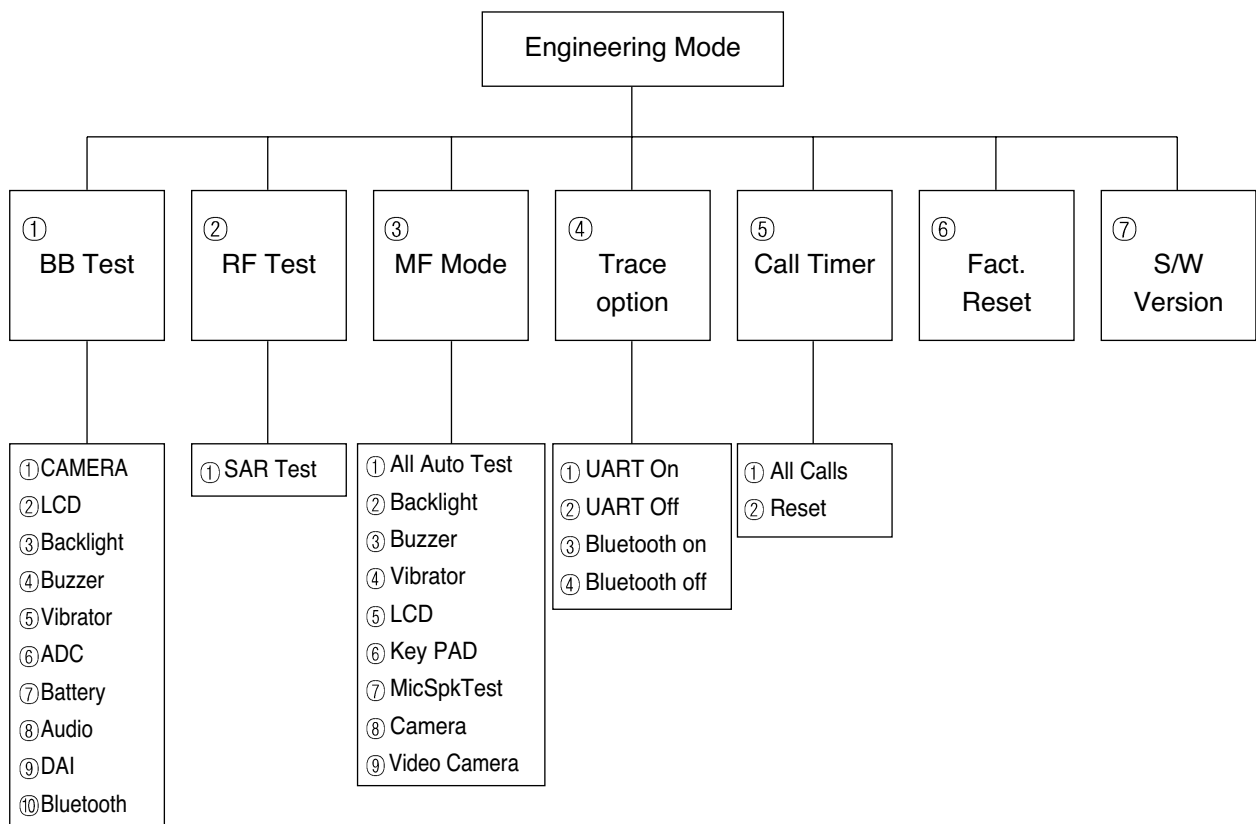 Engineering Mode
①
BB Test
②
RF Test
③
MF Mode
④
Trace
option
⑤
Call Timer
⑥
Fact.
Reset
⑦
S/W
Version
①CAMERA
②LCD
③Backlight
④Buzzer
⑤Vibrator
⑥ADC
⑦Battery
⑧Audio
⑨DAI
⑩Bluetooth
① SAR Test
① All Auto Test
② Backlight
③ Buzzer
④ Vibrator
⑤ LCD
⑥ Key PAD
⑦ MicSpkTest
⑧ Camera
⑨ Video Camera
① UART On
② UART Off
③ Bluetooth on
④ Bluetooth off
① All Calls
② Reset